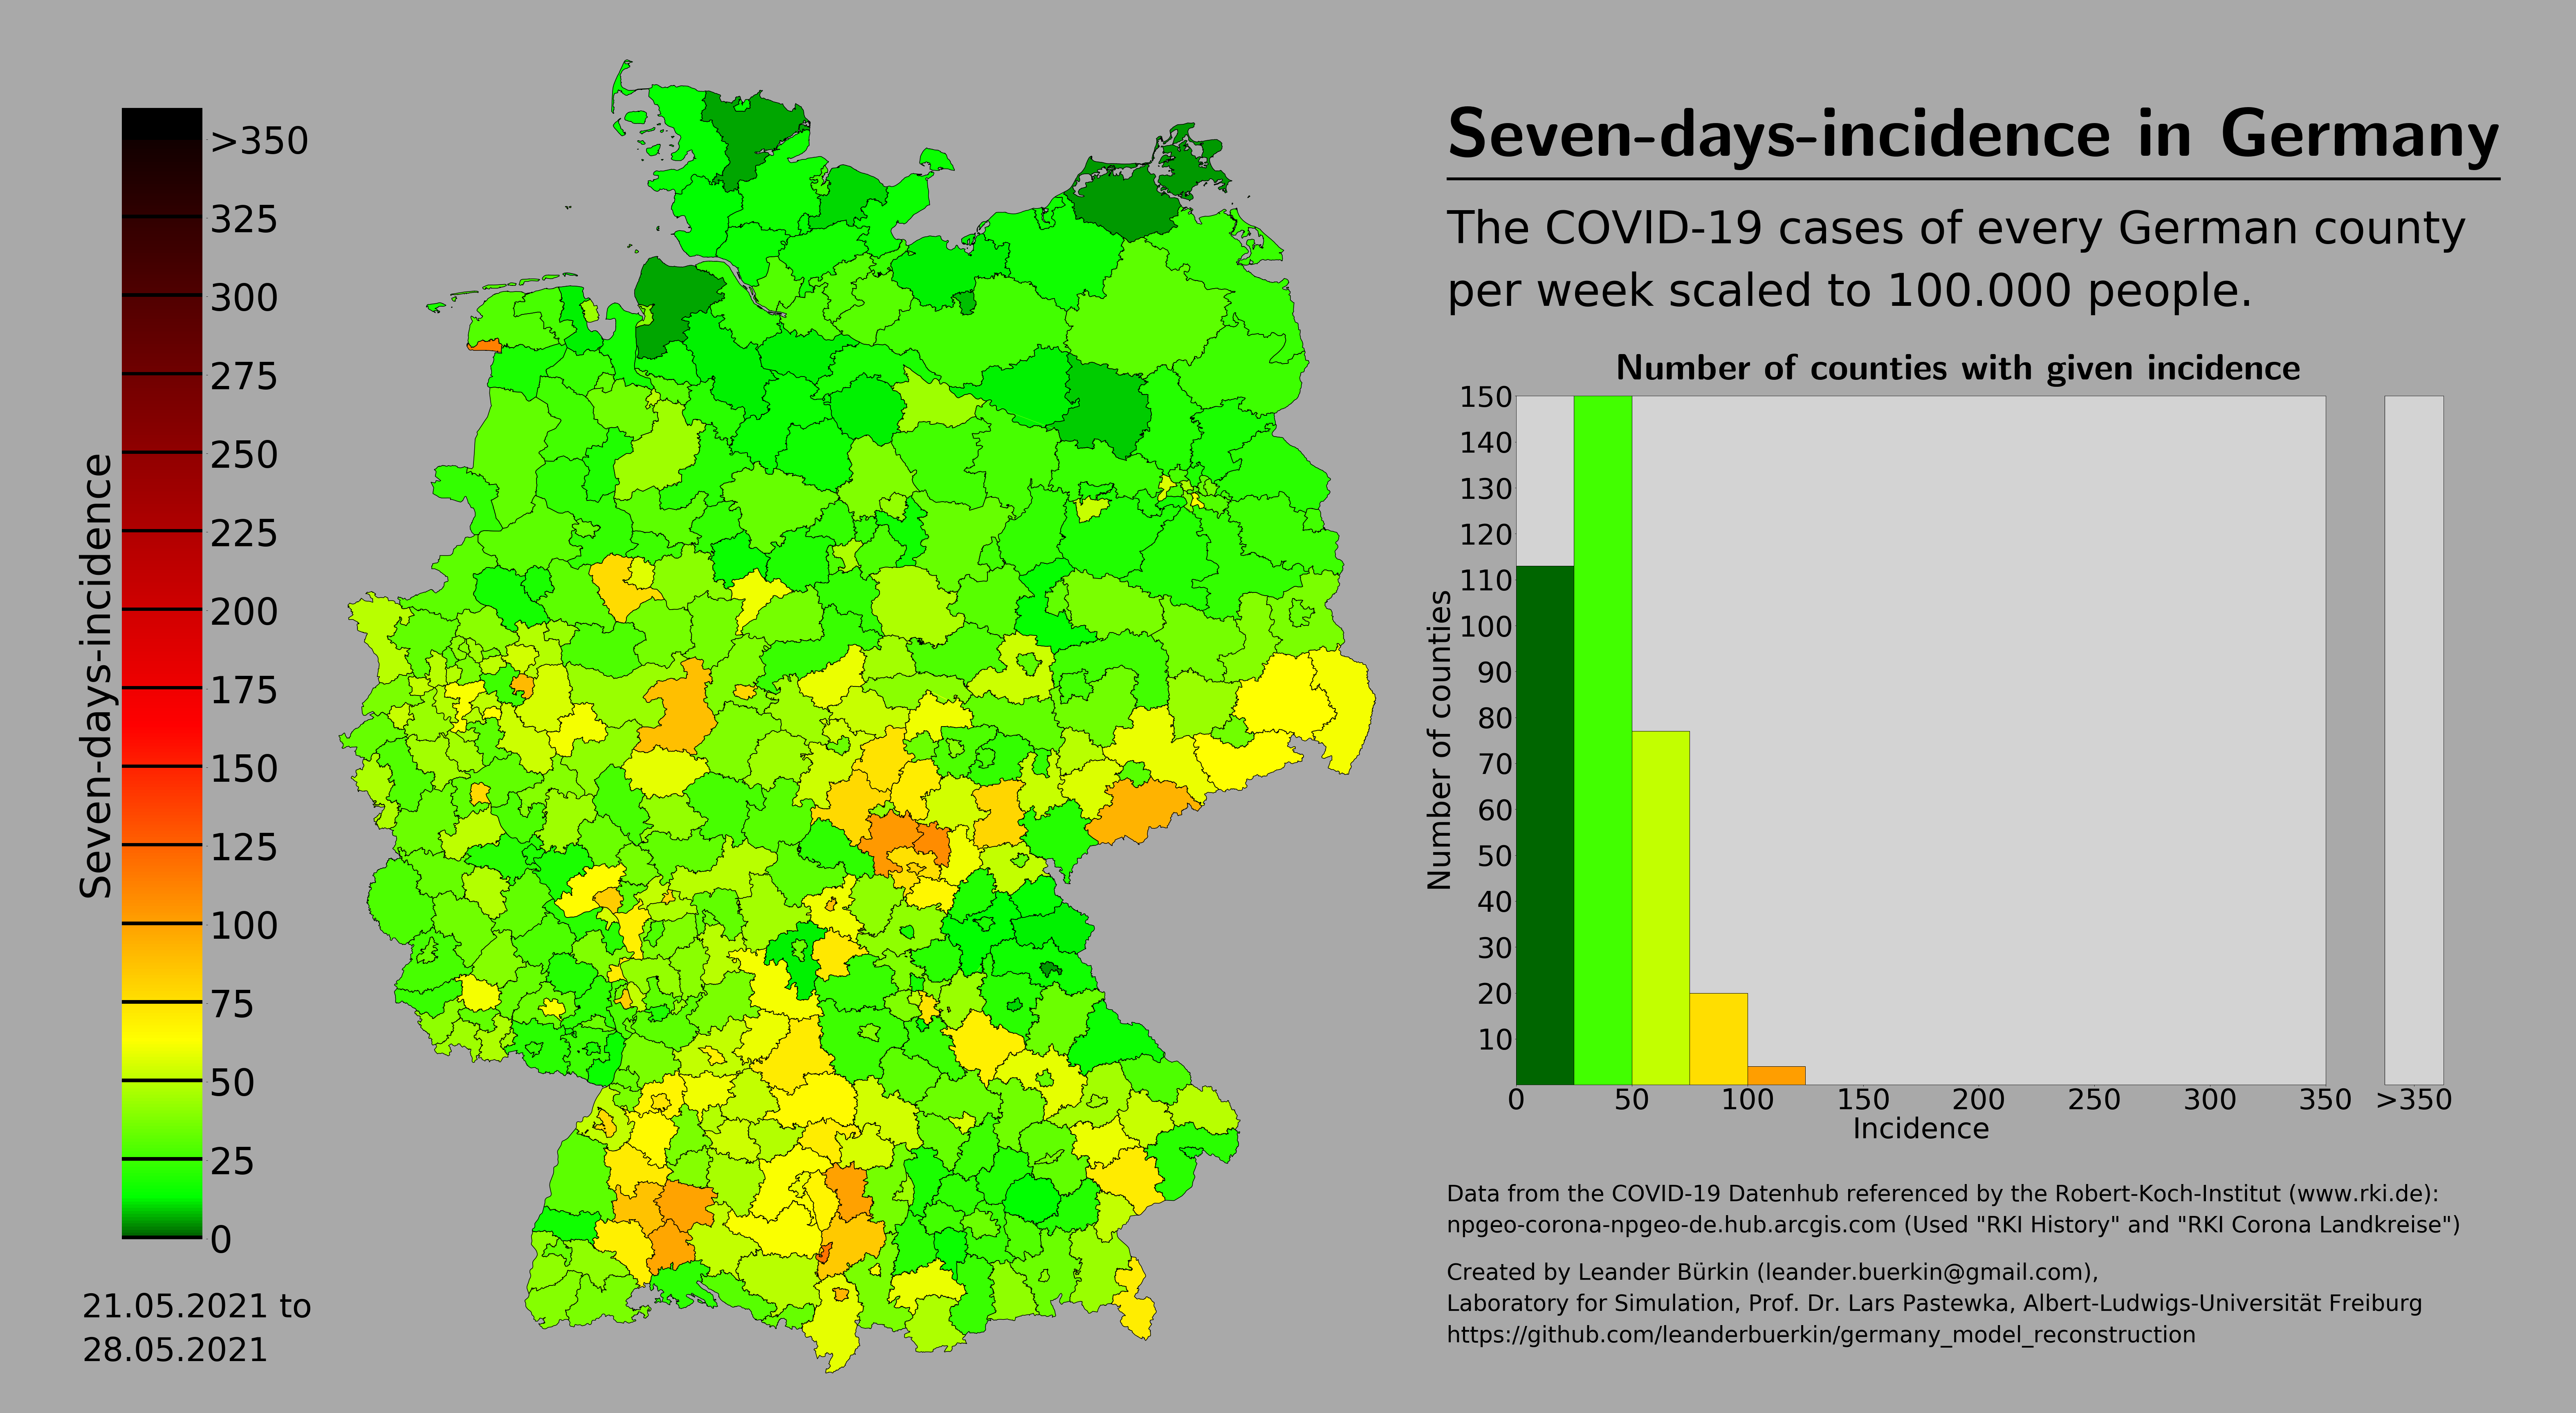 Seven-days-incidence in Germany
The COVID-19 cases of every German county
per week scaled to 100.000 people.
>350
325
300
275
250
225
200
175
150
125
100
75
50
25
0
Seven-days-incidence
21.05.2021 to
28.05.2021
Number of counties with given incidence
150
140
130
120
110
100
90
80
70
60
50
40
30
20
10
Number of counties
0 50 100 150 200 250 300 350 >350
Incidence
Data from the COVID-19 Datenhub referenced by the Robert-Koch-Institut (www.rki.de):
npgeo-corona-npgeo-de.hub.arcgis.com (Used "RKI History" and "RKI Corona Landkreise")
Created by Leander Bürkin (leander.buerkin@gmail.com),
Laboratory for Simulation, Prof. Dr. Lars Pastewka, Albert-Ludwigs-Universität Freiburg
https://github.com/leanderbuerkin/germany_model_reconstruction